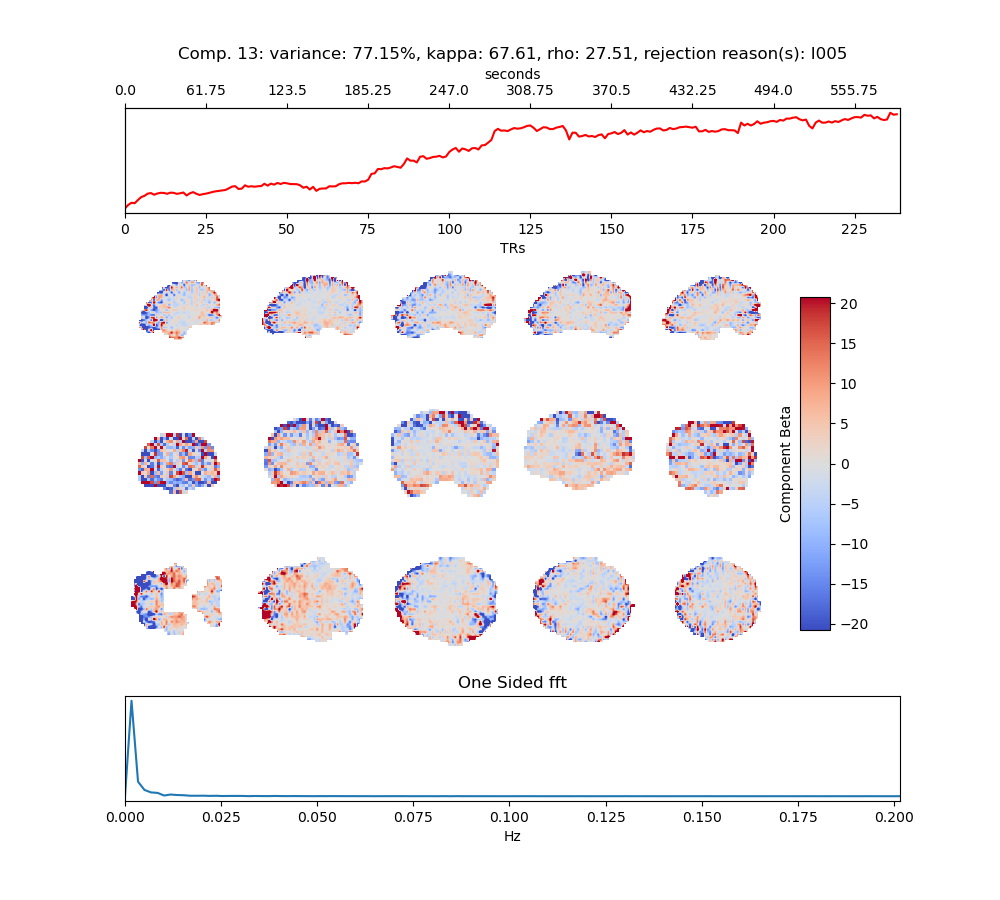 Comp. 13: variance: 77.15%, kappa: 67.61, rho: 27.51, rejection reason(s): I005
seconds
0.0 61.75 123.5 185.25 247.0 308.75 370.5 432.25 494.0 555.75
0 25 50 75 100 125 150 175 200 225
TRs
20
15
10
5
0
−5
−10
−15
−20
Component Beta
One Sided fft
0.000 0.025 0.050 0.075 0.100 0.125 0.150 0.175 0.200
Hz